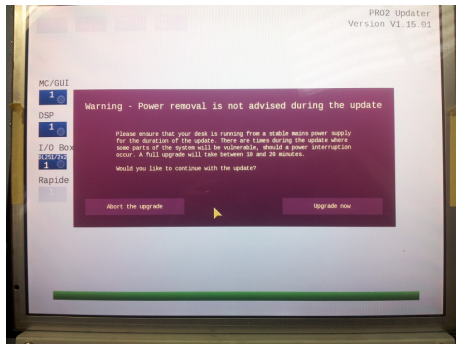 PRO2 Updater
Version V1.15.01
MC/GUI
1
DSP
1
I/O Box
1
Rapide
1
Warning - Power removal is not advised during the update
Please ensure that your desk is running from a stable mains power supply
for the duration of the update. There are times during the update where
some parts of the system will be vulnerable, should a power interruption
occur. A full upgrade will take between 10 and 20 minutes.
Would you like to continue with the update?
Abort the upgrade
Upgrade now